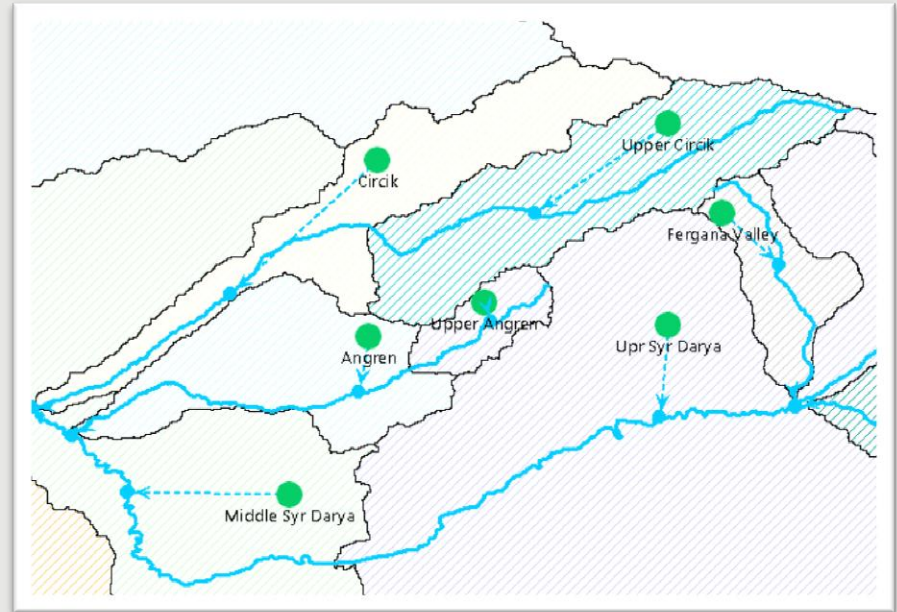 Upper Circik
Circik
Fergana Valley
Upper Angren
Angren
Upr Syr Darya
Middle Syr Darya